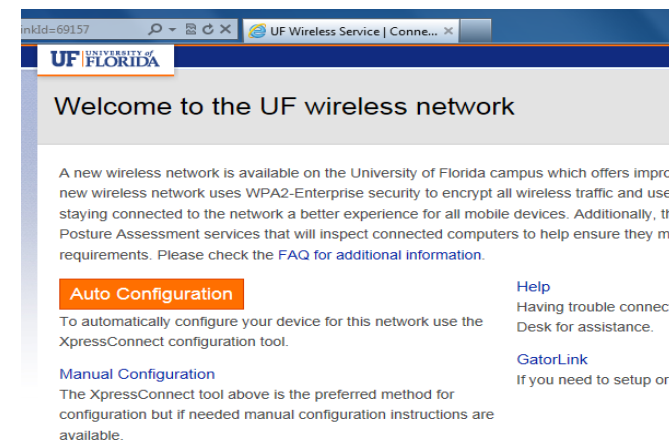 inkId=69157
UF Wireless Service | Conne...
UF UNIVERSITY of FLORIDA
Welcome to the UF wireless network
A new wireless network is available on the University of Florida campus which offers
new wireless network uses WPA2-Enterprise security to encrypt all wireless traffic and
staying connected to the network a better experience for all mobile devices. Additionally,
Posture Assessment services that will inspect connected computers to help ensure they
requirements. Please check the FAQ for additional information.
Auto Configuration
To automatically configure your device for this network use the
XpressConnect configuration tool.
Manual Configuration
The XpressConnect tool above is the preferred method for
configuration but if needed manual configuration instructions are
available.
Help
Having trouble
Desk for assistance.
GatorLink
If you need to setup or